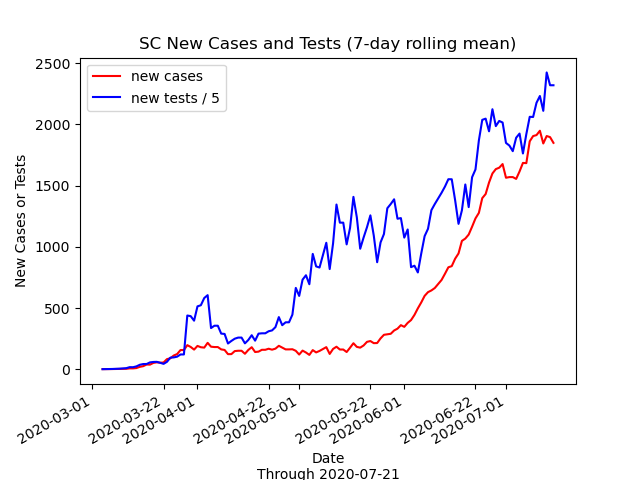 SC New Cases and Tests (7-day rolling mean)
new cases
new tests / 5
2500
2000
1500
1000
500
0
New Cases or Tests
2020-03-01
2020-03-22
2020-04-01
2020-04-22
2020-05-01
2020-05-22
2020-06-01
2020-06-22
2020-07-01
Date
Through 2020-07-21